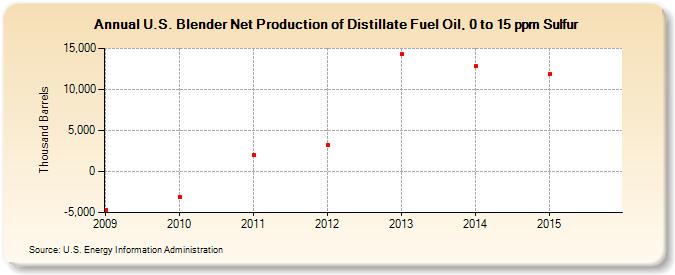 Annual U.S. Blender Net Production of Distillate Fuel Oil, 0 to 15 ppm Sulfur
Thousand Barrels
15,000
10,000
5,000
0
-5,000
2009 2010 2011 2012 2013 2014 2015
Source: U.S. Energy Information Administration